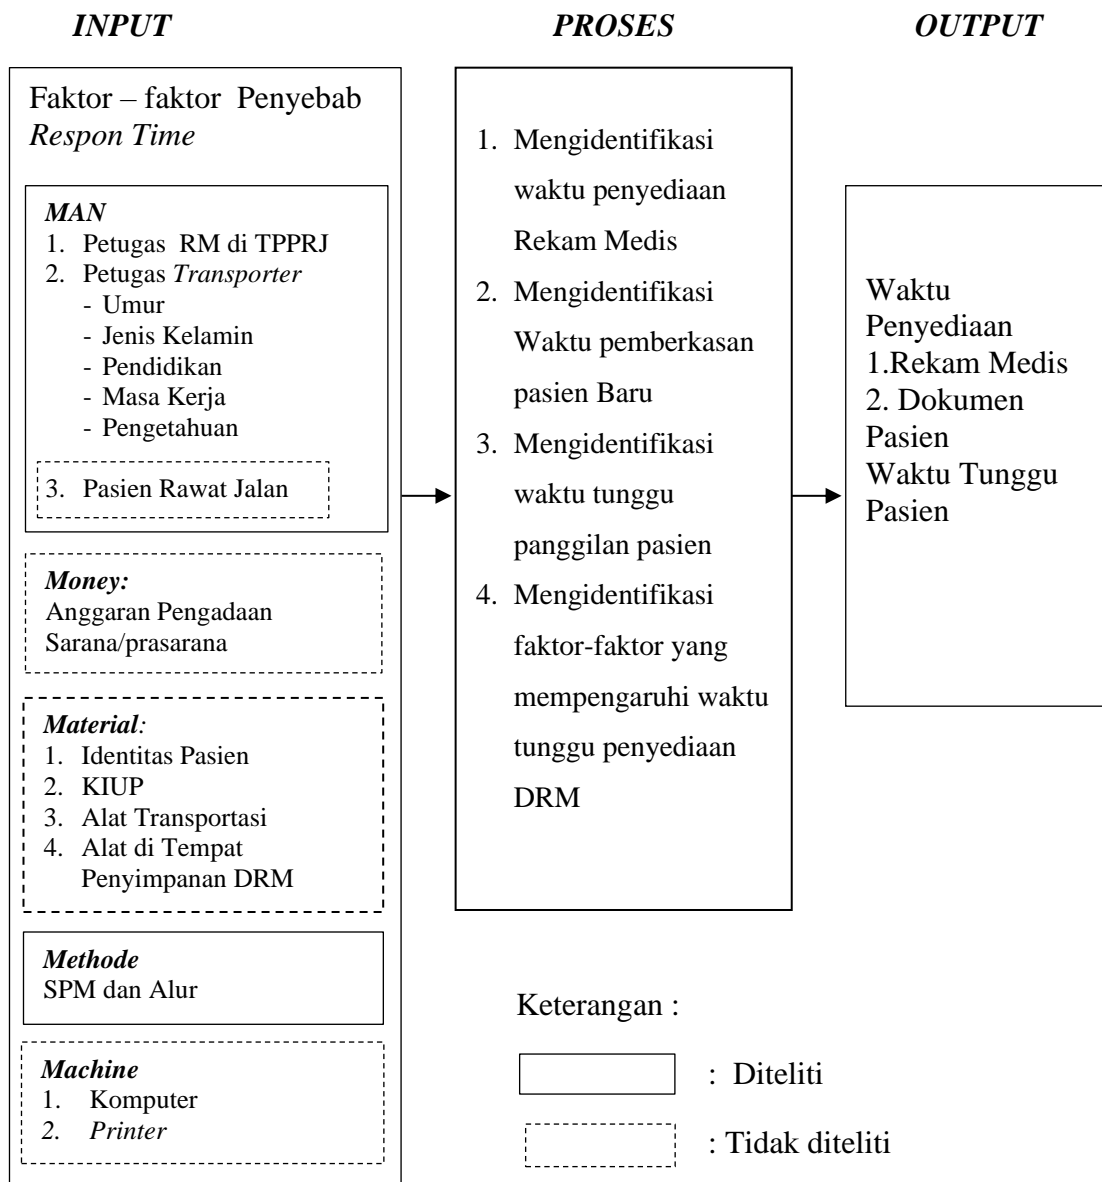 INPUT
PROSES
OUTPUT
Faktor – faktor Penyebab
Respon Time
MAN
1. Petugas RM di TPPRJ
2. Petugas Transporter
- Umur
- Jenis Kelamin
- Pendidikan
- Masa Kerja
- Pengetahuan
3. Pasien Rawat Jalan
Money:
Anggaran Pengadaan
Sarana/prasarana
Material:
1. Identitas Pasien
2. KIUP
3. Alat Transportasi
4. Alat di Tempat
Penyimpanan DRM
Methode
SPM dan Alur
Machine
1. Komputer
2. Printer
1. Mengidentifikasi
waktu penyediaan
Rekam Medis
2. Mengidentifikasi
Waktu pemberkasan
pasien Baru
3. Mengidentifikasi
waktu tunggu
panggilan pasien
4. Mengidentifikasi
faktor-faktor yang
mempengaruhi waktu
tunggu penyediaan
DRM
Waktu
Penyediaan
1.Rekam Medis
2. Dokumen
Pasien
Waktu Tunggu
Pasien
Keterangan :
: Diteliti
: Tidak diteliti